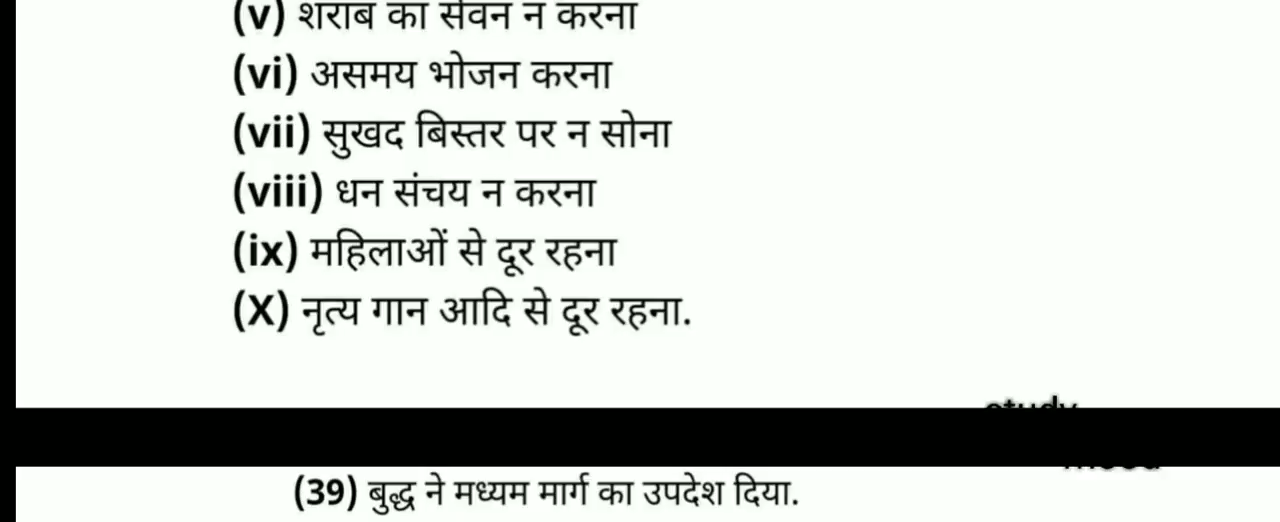 (v) शराब का सेवन न करना
(vi) असमय भोजन करना
(vii) सुखद बिस्तर पर न सोना
(viii) धन संचय न करना
(ix) महिलाओं से दूर रहना
(X) नृत्य गान आदि से दूर रहना.
study
(39) बुद्ध ने मध्यम मार्ग का उपदेश दिया.